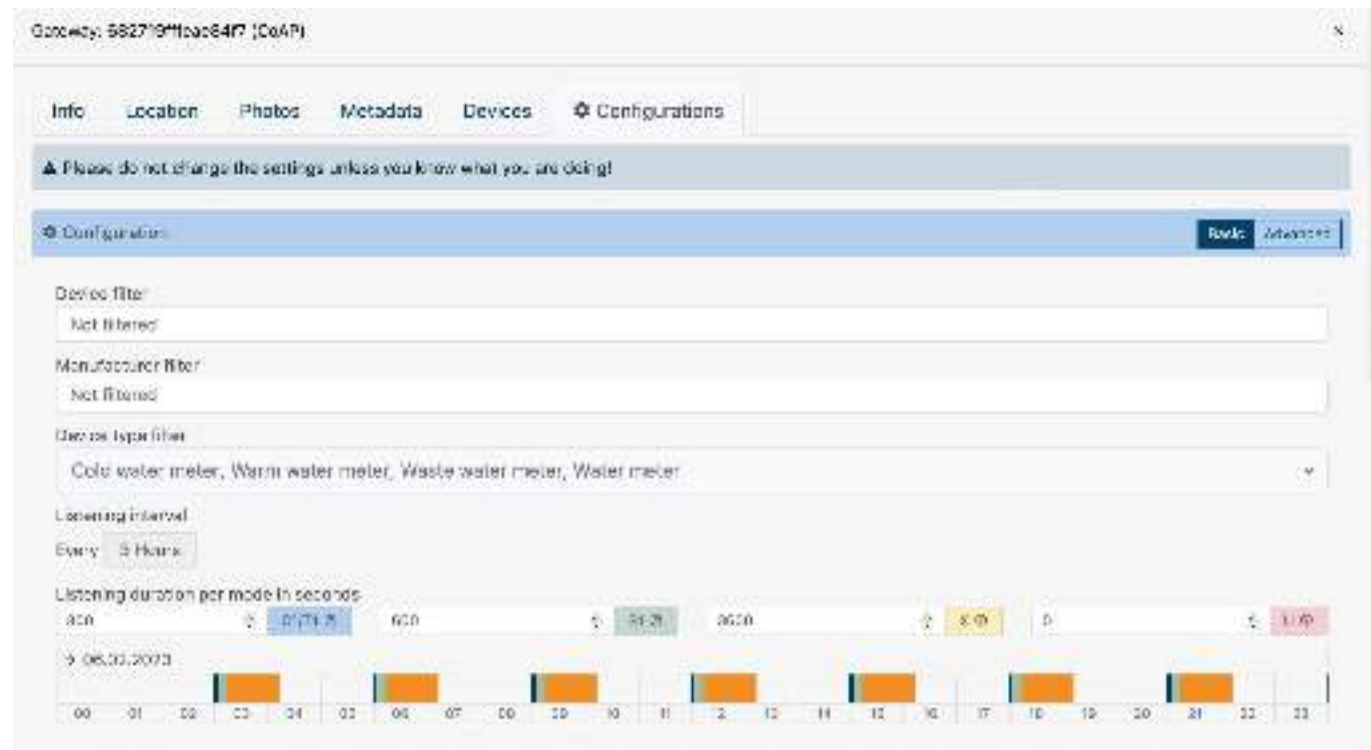 Gateway: (CoAP)
Info Location Photos Metadata Devices Configurations
Please do not change the settings unless you know what you are doing!
Configuration Basic Advanced
Device filter
Not filtered
Manufacturer filter
Not filtered
Device type filter
Cold water meter, Warm water meter, Waste water meter, Water meter
Listening interval
Every Hours
Listening duration per mode in seconds
600 0
00 01 02 03 04 05 06 07 08 09 10 11 12 13 14 15 16 17 18 19 20 21 22 23